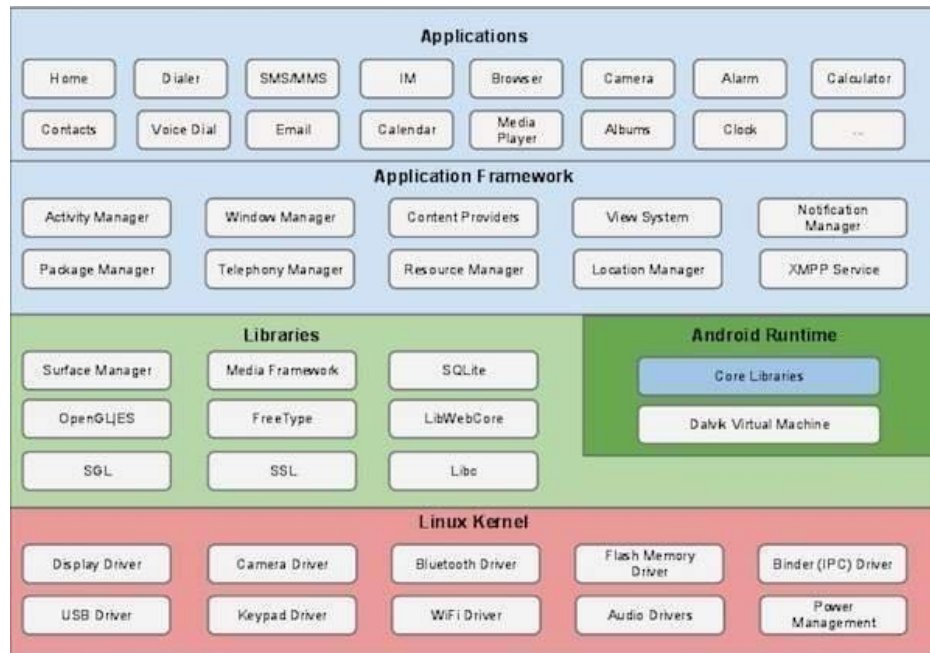 Applications
Home Dialer SMS/MMS IM Browser Camera Alarm Calculator
Contacts Voice Dial Email Calendar Media Player Albums Clock ...
Application Framework
Activity Manager Window Manager Content Providers View System Notification Manager
Package Manager Telephony Manager Resource Manager Location Manager XMPP Service
Libraries
Surface Manager Media Framework SQLite
OpenGL|ES FreeType LibWebCore
SGL SSL Libc
Android Runtime
Core Libraries
Dalvik Virtual Machine
Linux Kernel
Display Driver Camera Driver Bluetooth Driver Flash Memory Driver Binder (IPC) Driver
USB Driver Keypad Driver WiFi Driver Audio Drivers Power Management